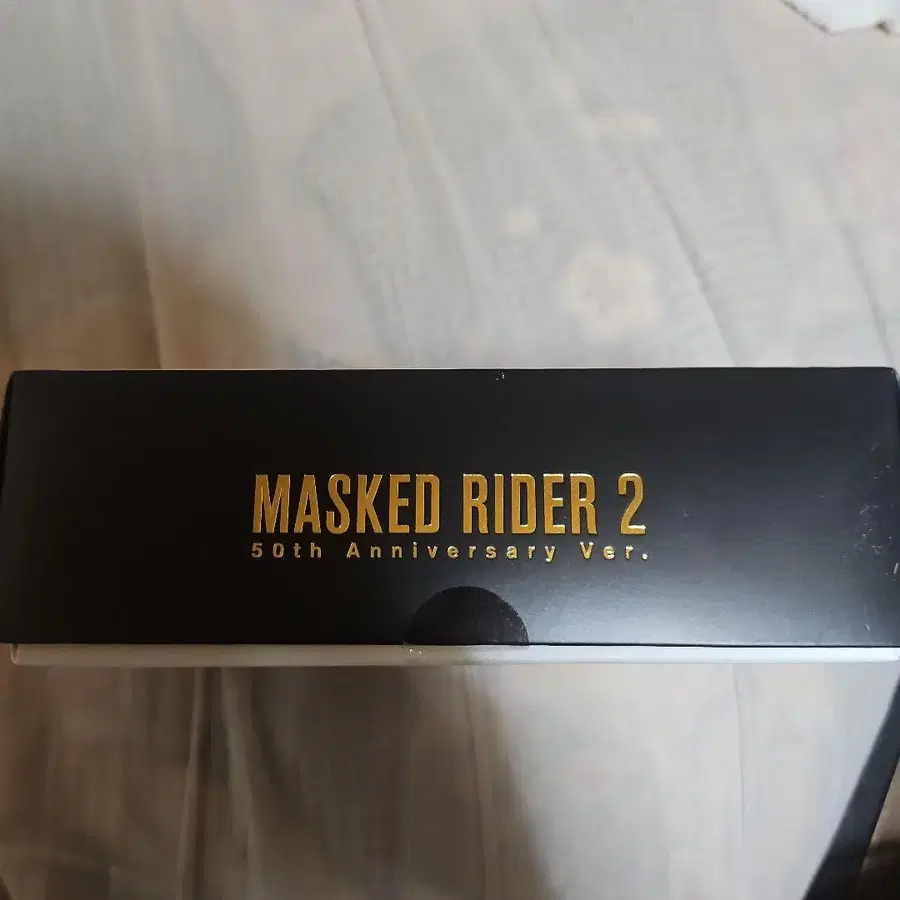 MASKED RIDER 2
50th Anniversary Ver.